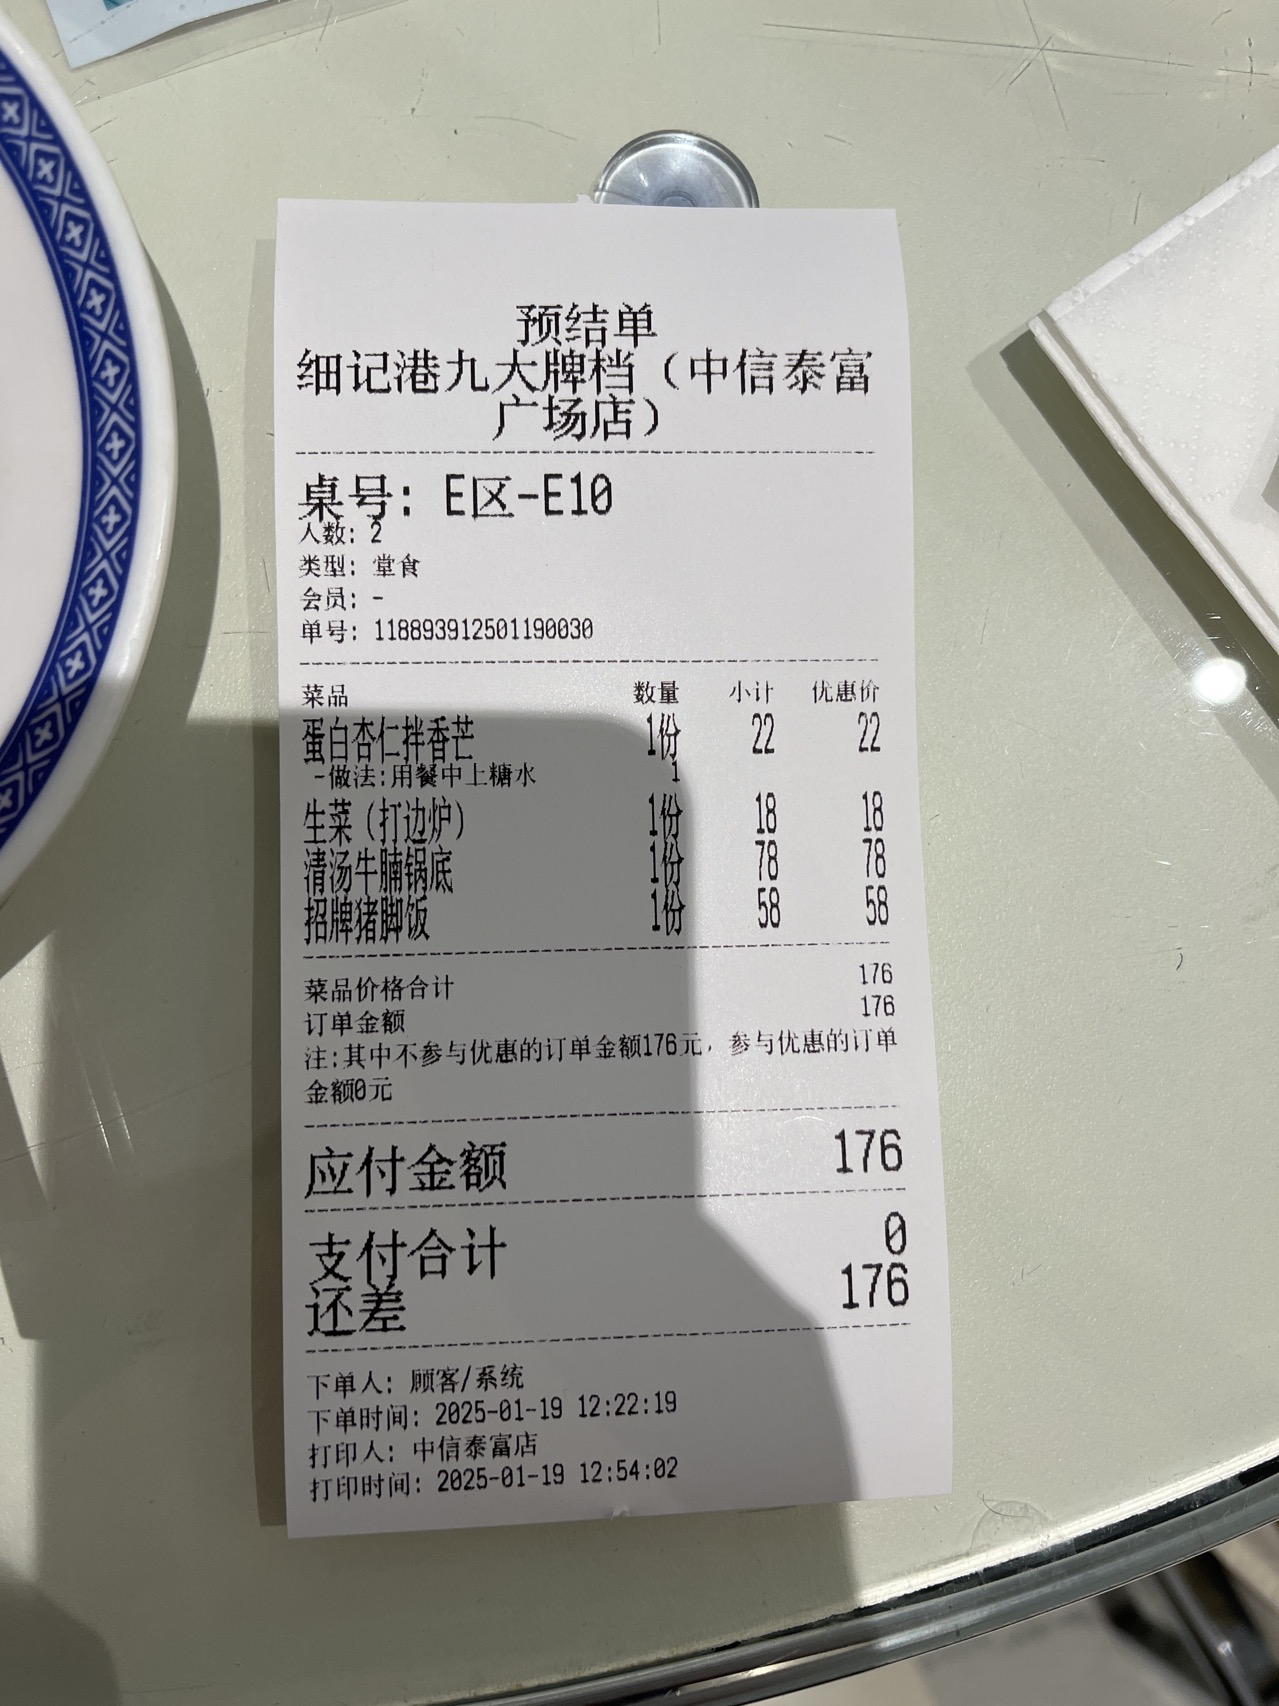 预结单
细记港九大牌档（中信泰富
广场店）
桌号: E区-E10
人数: 2
类型: 堂食
会员: -
单号: 118893912501190030
菜品 数量 小计 优惠价
蛋白杏仁拌香芒 1份 22 22
-做法:用餐中上糖水 1
生菜（打边炉） 1份 18 18
清汤牛腩锅底 1份 78 78
招牌猪脚饭 1份 58 58
菜品价格合计 176
订单金额 176
注:其中不参与优惠的订单金额176元，参与优惠的订单
金额0元
应付金额 176
支付合计 0
还差 176
下单人: 顾客/系统
下单时间: 2025-01-19 12:22:19
打印人: 中信泰富店
打印时间: 2025-01-19 12:54:02